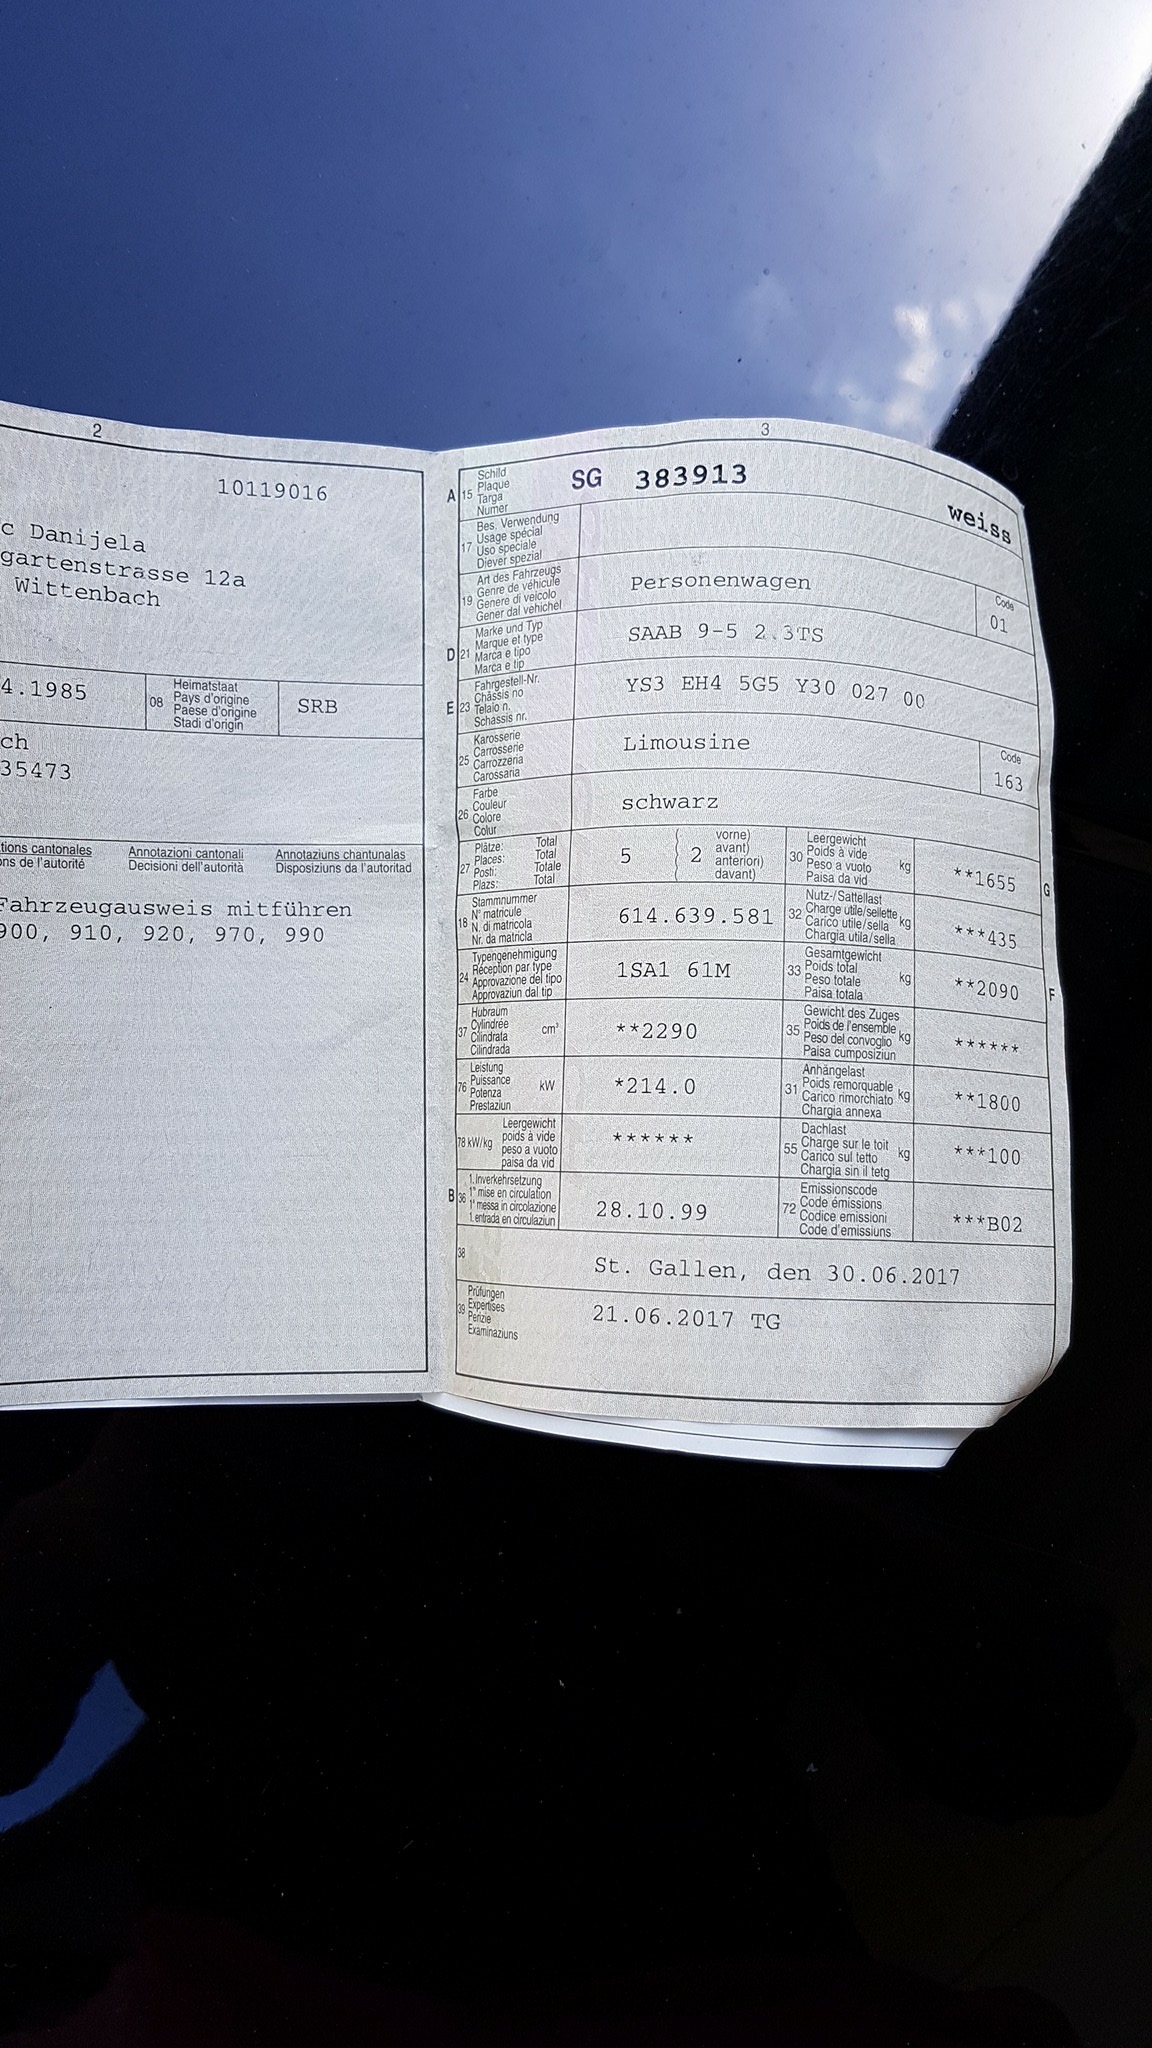 2
10119016
c Danijela
gartenstrasse 12a
Wittenbach
4.1985
08
Heimatstaat
Pays d'origine
Paese d'origine
Stadi d'origin
SRB
ch
35473
tions cantonales
ns de l'autorité
Annotazioni cantonali
Decisioni dell'autorità
Annotaziuns chantunalas
Disposiziuns da l'autoritad
Fahrzeugausweis mitführen
900, 910, 920, 970, 990
3
A 15
Schild
Plaque
Targa
Numer
SG 383913
weiss
17
Bes. Verwendung
Usage spécial
Uso speciale
Diever spezial
19
Art des Fahrzeugs
Genre de véhicule
Genere di veicolo
Gener dal vehichel
Personenwagen
Code
01
D 21
Marke und Typ
Marque et type
Marca e tipo
Marca e tip
SAAB 9-5 2.3TS
E 23
Fahrgestell-Nr.
Châssis no
Telaio n.
Schassis nr.
YS3 EH4 5G5 Y30 027 00
25
Karosserie
Carrosserie
Carrozzeria
Carossaria
Limousine
Code
163
26
Farbe
Couleur
Colore
Colur
schwarz
27
Plätze: Total
Places: Total
Posti: Totale
Plazs: Total
5
( 2
vorne)
avant)
anteriori)
davant)
30
Leergewicht
Poids à vide
Peso a vuoto
Paisa da vid
kg
**1655
G
18
Stammnummer
N° matricule
N. di matricola
Nr. da matricla
614.639.581
32
Nutz-/Sattellast
Charge utile/sellette
Carico utile/sella
Chargia utila/sella
kg
***435
24
Typengenehmigung
Réception par type
Approvazione del tipo
Approvaziun dal tip
1SA1 61M
33
Gesamtgewicht
Poids total
Peso totale
Paisa totala
kg
**2090
F
37
Hubraum
Cylindrée
Cilindrata
Cilindrada
cm³
**2290
35
Gewicht des Zuges
Poids de l'ensemble
Peso del convoglio
Paisa cumposiziun
kg
******
76
Leistung
Puissance
Potenza
Prestaziun
kW
*214.0
31
Anhängelast
Poids remorquable
Carico rimorchiato
Chargia annexa
kg
**1800
78 kW/kg
Leergewicht
poids à vide
peso a vuoto
paisa da vid
******
55
Dachlast
Charge sur le toit
Carico sul tetto
Chargia sin il tetg
kg
***100
B 36
1. Inverkehrsetzung
1re mise en circulation
1a messa in circolazione
1. entrada en circulaziun
28.10.99
72
Emissionscode
Code émissions
Codice emissioni
Code d'emissiuns
***B02
38
St. Gallen, den 30.06.2017
39
Prüfungen
Expertises
Perizie
Examinaziuns
21.06.2017 TG